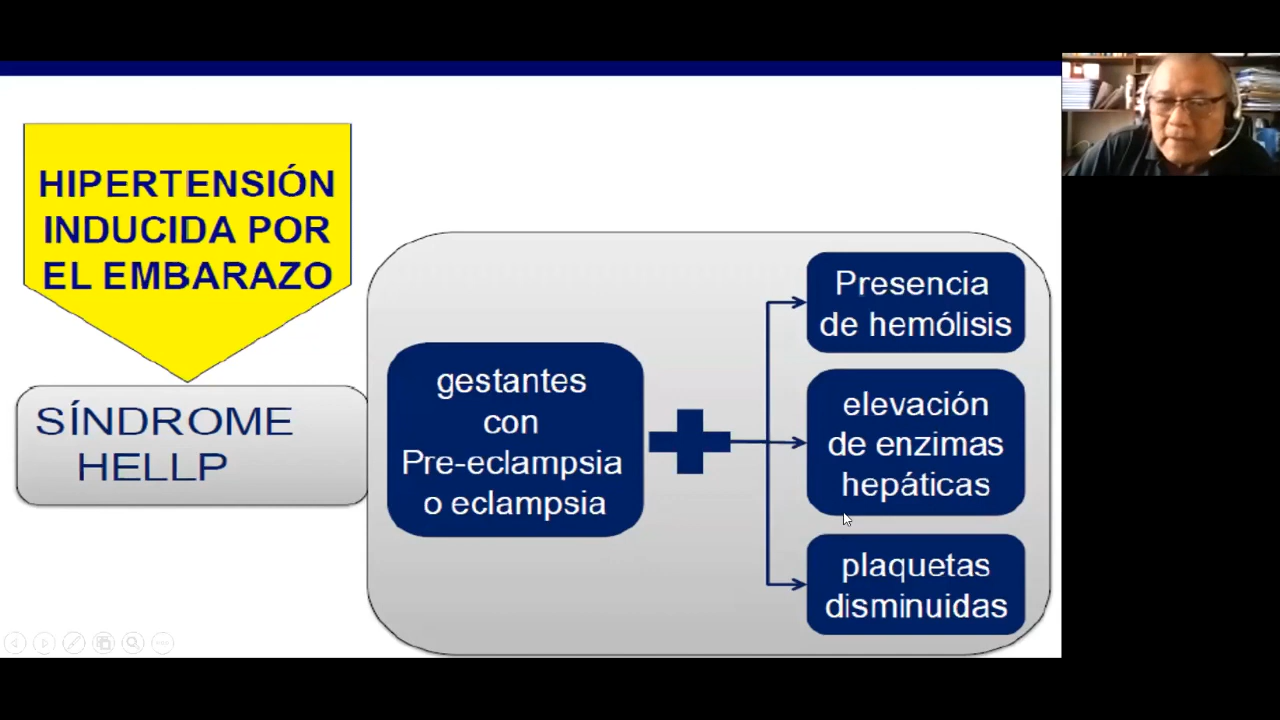 HIPERTENSIÓN
INDUCIDA POR
EL EMBARAZO
SÍNDROME
HELLP
gestantes
con
Pre-eclampsia
o eclampsia
Presencia
de hemólisis
elevación
de enzimas
hepáticas
plaquetas
disminuidas